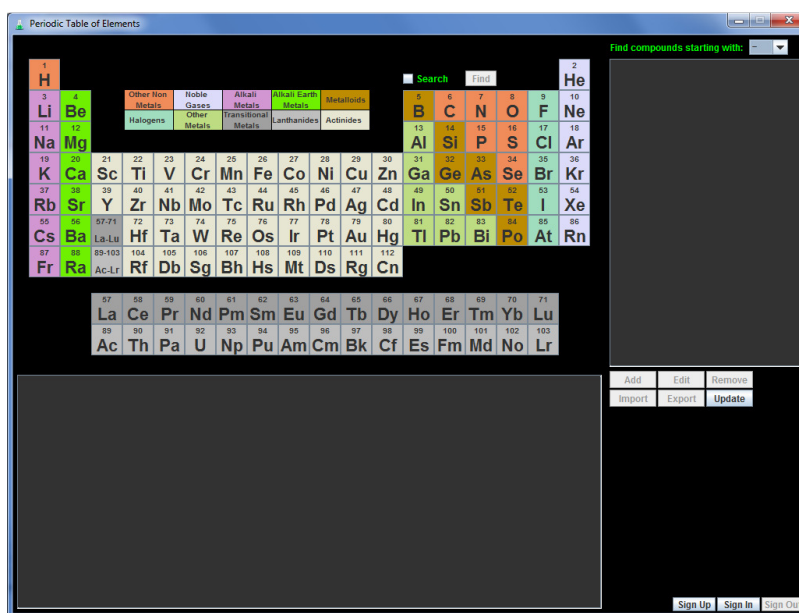 Periodic Table of Elements
Find compounds starting with: -
1 2
H He
Other Non Metals Noble Gases Alkali Metals Alkali Earth Metals Metalloids
Search Find
Halogens Other Metals Transitional Metals Lanthanides Actinides
3 4 5 6 7 8 9 10
Li Be B C N O F Ne
11 12 13 14 15 16 17 18
Na Mg Al Si P S Cl Ar
19 20 21 22 23 24 25 26 27 28 29 30 31 32 33 34 35 36
K Ca Sc Ti V Cr Mn Fe Co Ni Cu Zn Ga Ge As Se Br Kr
37 38 39 40 41 42 43 44 45 46 47 48 49 50 51 52 53 54
Rb Sr Y Zr Nb Mo Tc Ru Rh Pd Ag Cd In Sn Sb Te I Xe
55 56 57-71 72 73 74 75 76 77 78 79 80 81 82 83 84 85 86
Cs Ba La-Lu Hf Ta W Re Os Ir Pt Au Hg Tl Pb Bi Po At Rn
87 88 89-103 104 105 106 107 108 109 110 111 112
Fr Ra Ac-Lr Rf Db Sg Bh Hs Mt Ds Rg Cn
57 58 59 60 61 62 63 64 65 66 67 68 69 70 71
La Ce Pr Nd Pm Sm Eu Gd Tb Dy Ho Er Tm Yb Lu
89 90 91 92 93 94 95 96 97 98 99 100 101 102 103
Ac Th Pa U Np Pu Am Cm Bk Cf Es Fm Md No Lr
Add Edit Remove
Import Export Update
Sign Up Sign In Sign Out